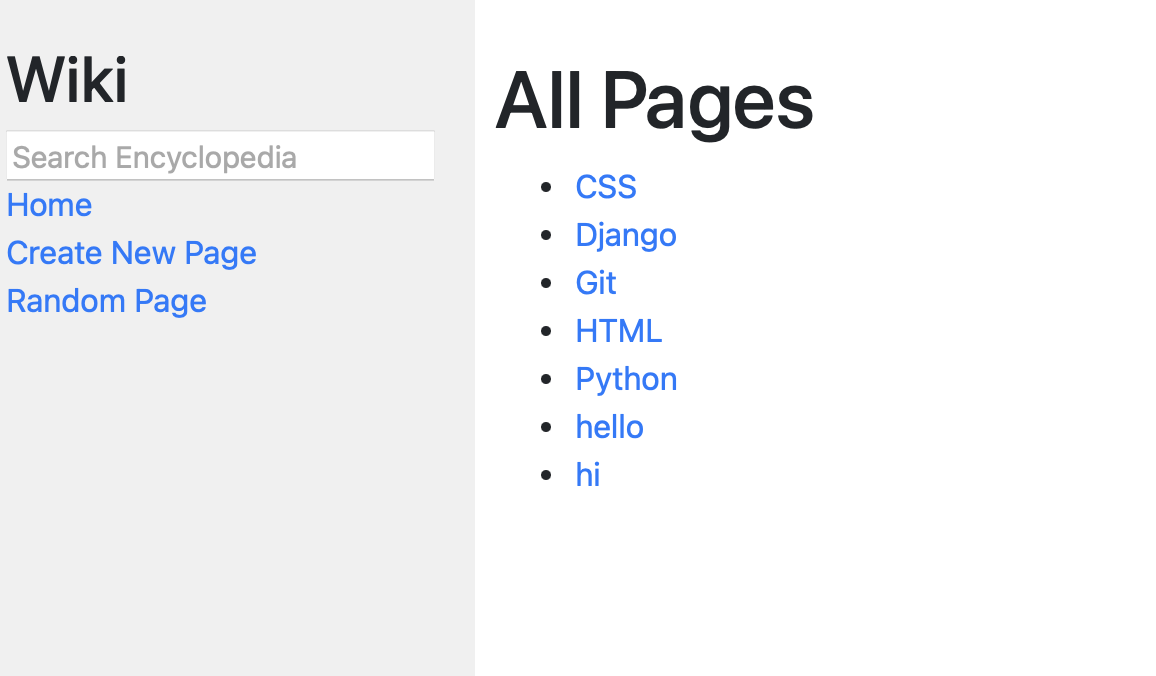 Wiki
Search Encyclopedia
Home
Create New Page
Random Page
All Pages
CSS
Django
Git
HTML
Python
hello
hi